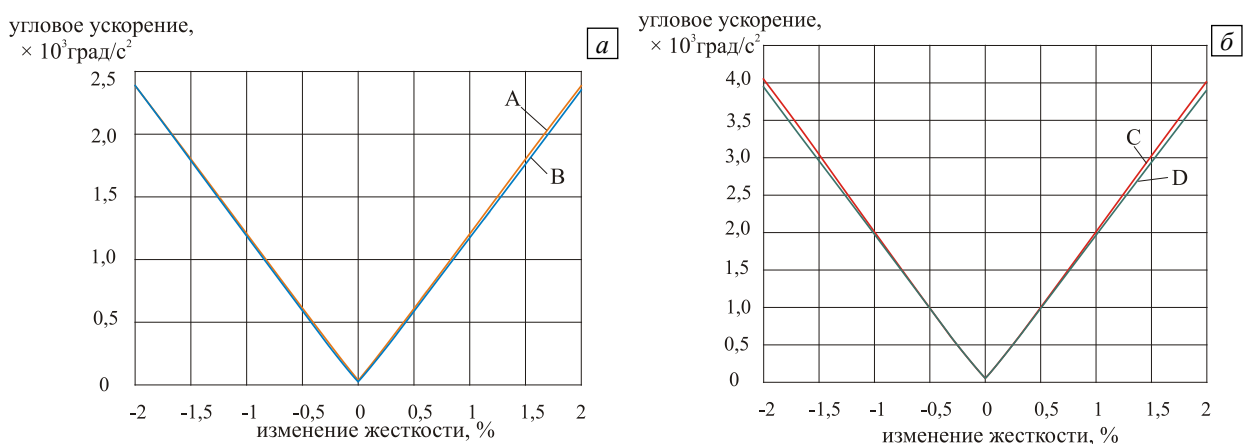 угловое ускорение,
× 10³град/с²
а
2,5
2,0
1,5
1,0
0,5
0
A
B
-2 -1,5 -1 -0,5 0 0,5 1 1,5 2
изменение жесткости, %
угловое ускорение,
× 10³град/с²
б
4,0
3,5
3,0
2,5
2,0
1,5
1,0
0,5
0
C
D
-2 -1,5 -1 -0,5 0 0,5 1 1,5 2
изменение жесткости, %